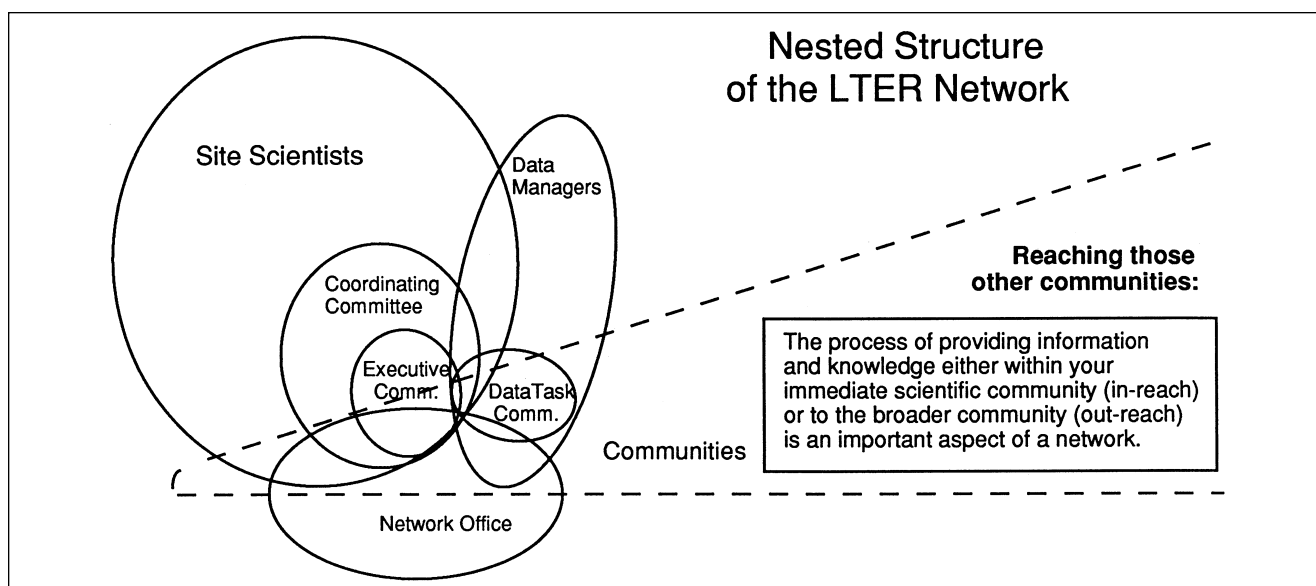 Nested Structure
of the LTER Network
Site Scientists
Data
Managers
Coordinating
Committee
Executive
Comm.
DataTask
Comm.
Communities
Network Office
Reaching those
other communities:
The process of providing information
and knowledge either within your
immediate scientific community (in-reach)
or to the broader community (out-reach)
is an important aspect of a network.